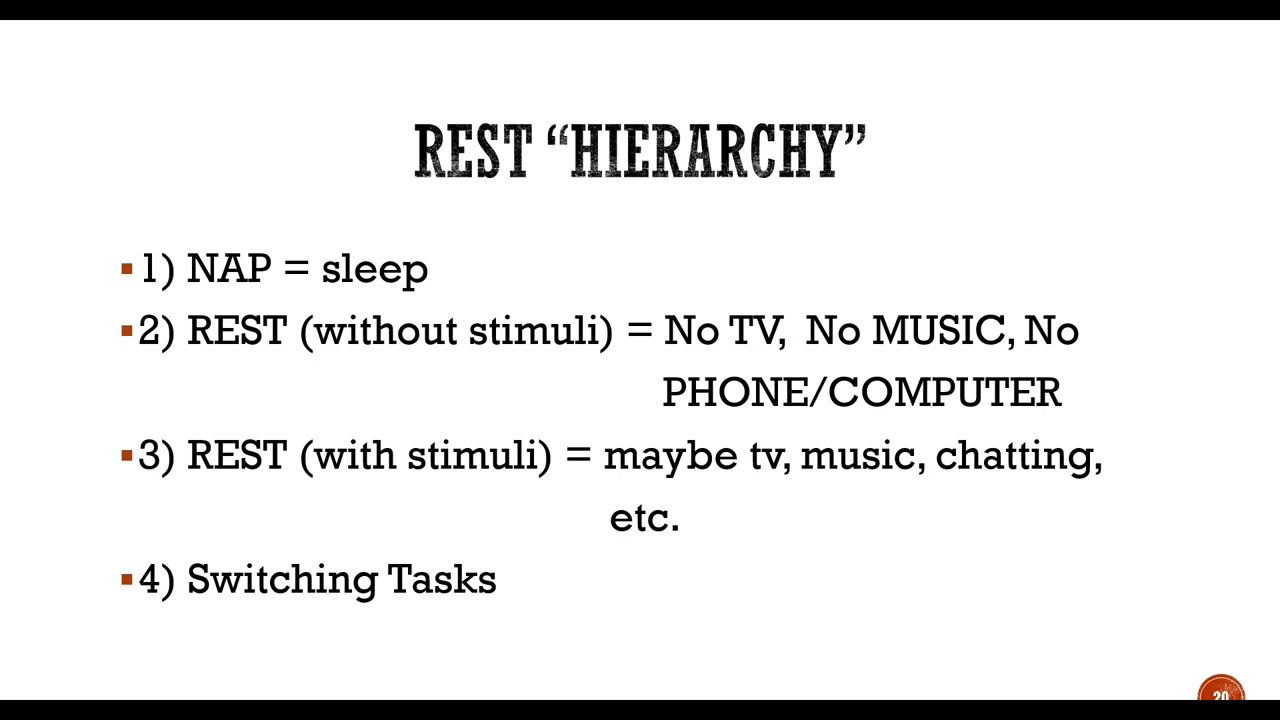 REST “HIERARCHY”
▪1) NAP = sleep
▪2) REST (without stimuli) = No TV,  No MUSIC, No
PHONE/COMPUTER
▪3) REST (with stimuli) = maybe tv, music, chatting,
etc.
▪4) Switching Tasks
20